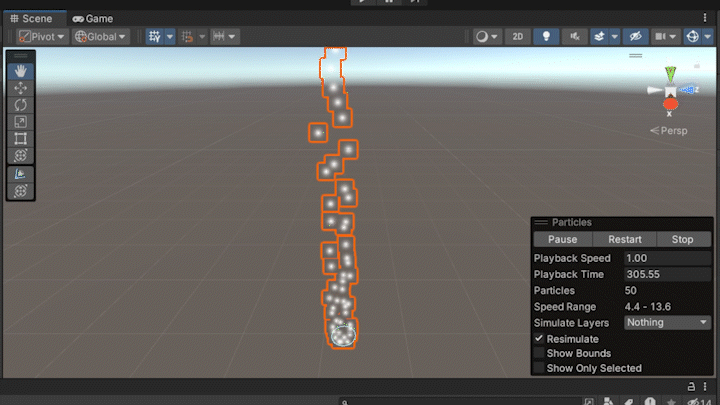 Scene Game
Pivot Global 2D
y
x
Persp
Particles
Pause Restart Stop
Playback Speed 1.00
Playback Time 305.55
Particles 50
Speed Range 4.4 - 13.6
Simulate Layers Nothing
Resimulate
Show Bounds
Show Only Selected
14